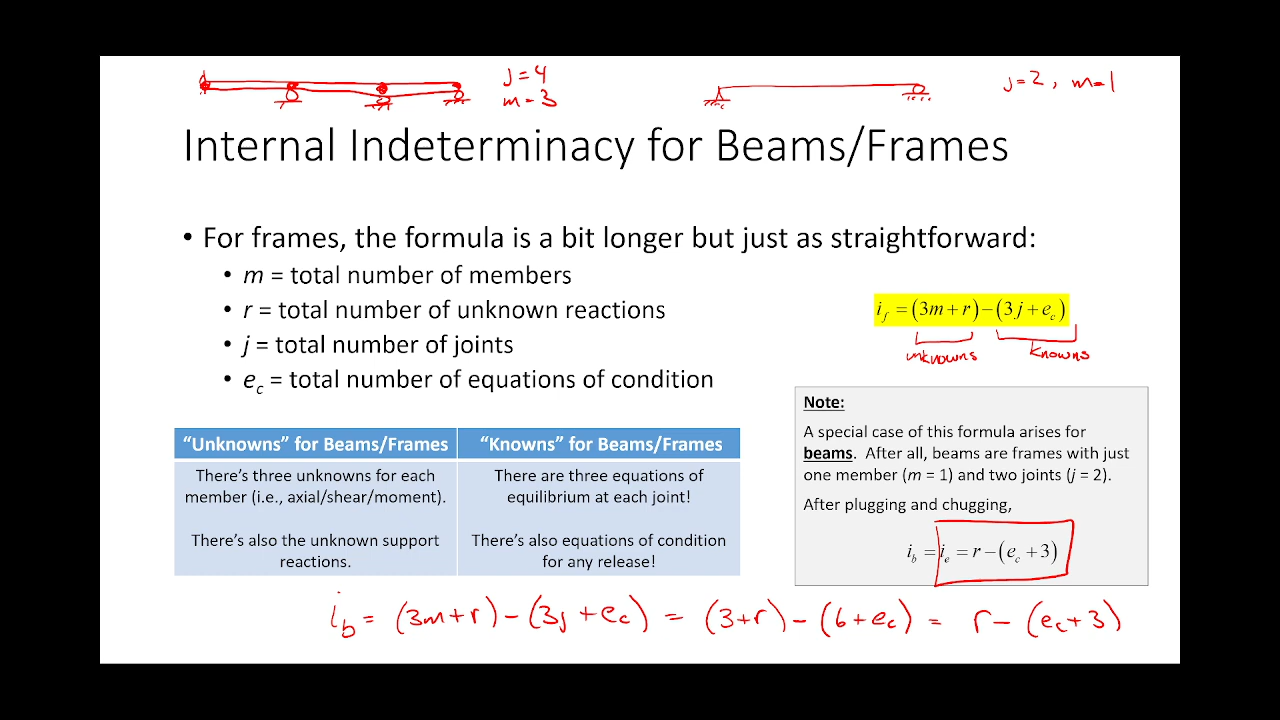 j=4
m=3
j=2, m=1
Internal Indeterminacy for Beams/Frames
• For frames, the formula is a bit longer but just as straightforward:
• m = total number of members
• r = total number of unknown reactions
• j = total number of joints
• e_c = total number of equations of condition
i_f = (3m + r) − (3j + e_c)
unknowns
knowns
"Unknowns" for Beams/Frames
There's three unknowns for each
member (i.e., axial/shear/moment).
There's also the unknown support
reactions.
"Knowns" for Beams/Frames
There are three equations of
equilibrium at each joint!
There's also equations of condition
for any release!
Note:
A special case of this formula arises for
beams. After all, beams are frames with just
one member (m = 1) and two joints (j = 2).
After plugging and chugging,
i_b = i_e = r − (e_c + 3)
i_b = (3m+r) − (3j + e_c) = (3+r) − (6+e_c) = r − (e_c+3)